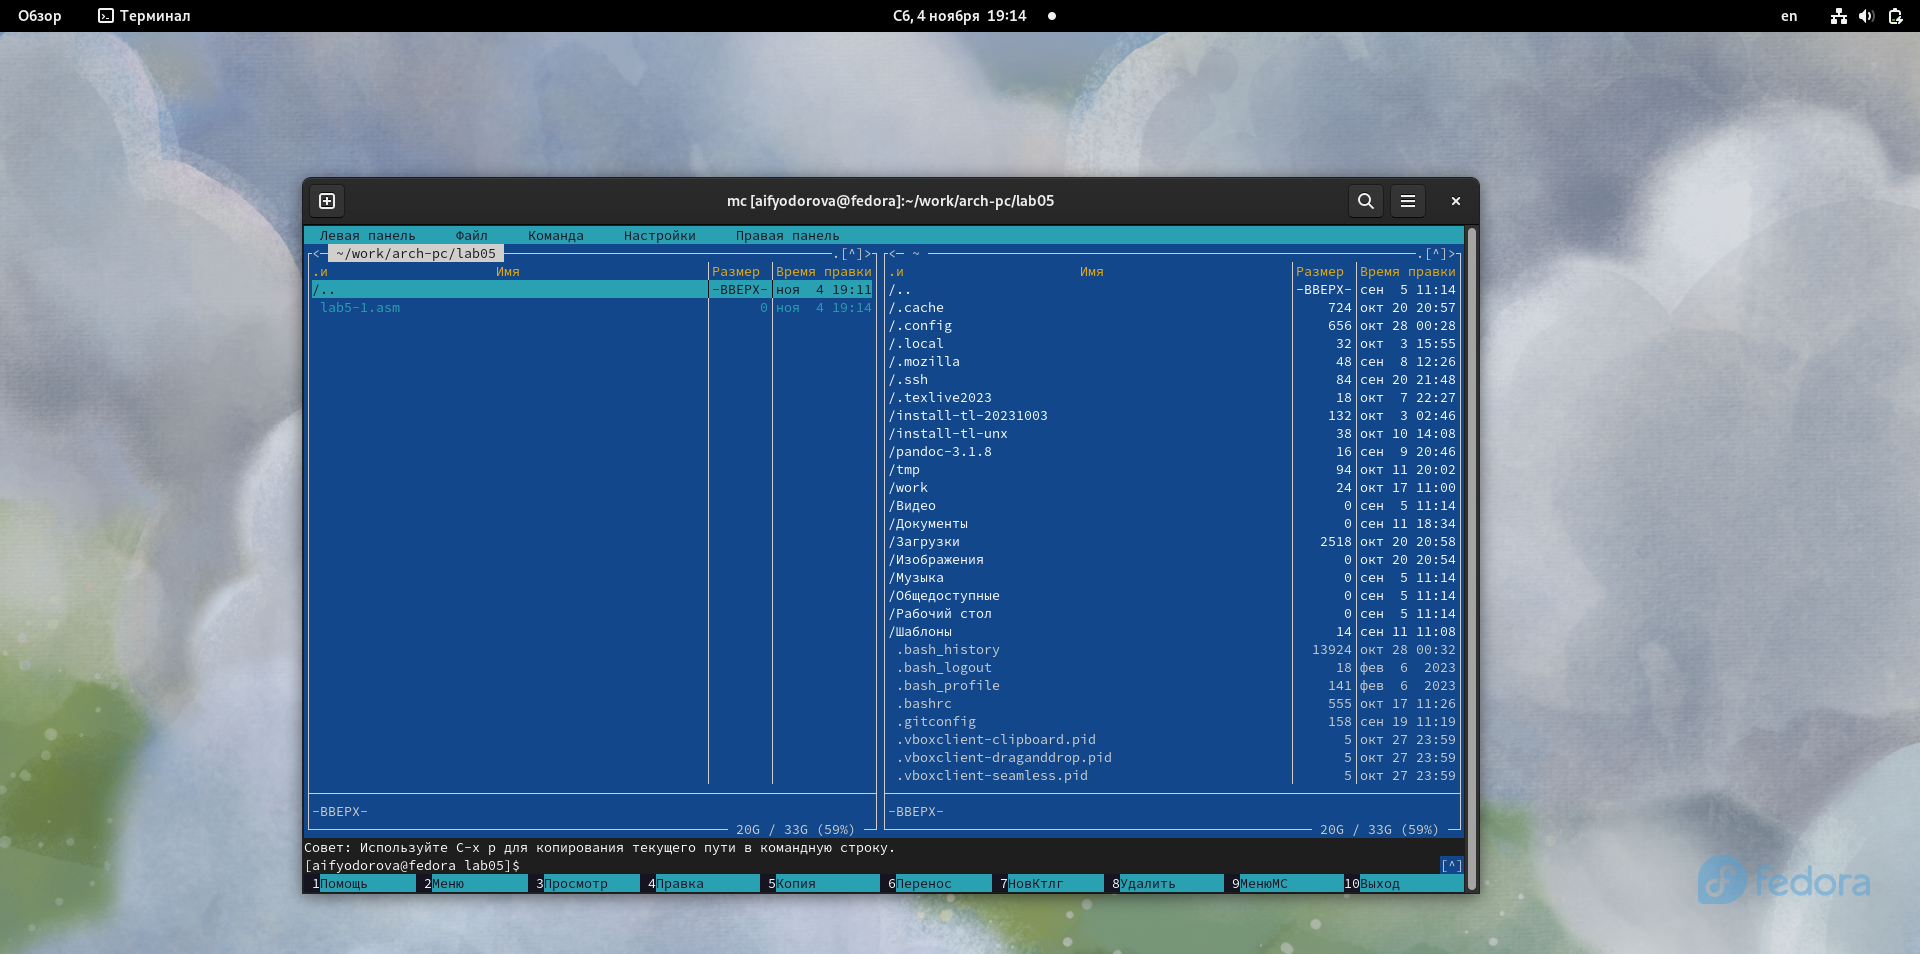 Обзор Терминал Сб, 4 ноября 19:14 en
mc [aifyodorova@fedora]:~/work/arch-pc/lab05
Левая панель Файл Команда Настройки Правая панель
<─ ~/work/arch-pc/lab05 .[^]>
.и Имя Размер Время правки
/.. -ВВЕРХ- ноя 4 19:11
lab5-1.asm 0 ноя 4 19:14
-ВВЕРХ-
20G / 33G (59%)
<─ ~ .[^]>
.и Имя Размер Время правки
/.. -ВВЕРХ- сен 5 11:14
/.cache 724 окт 20 20:57
/.config 656 окт 28 00:28
/.local 32 окт 3 15:55
/.mozilla 48 сен 8 12:26
/.ssh 84 сен 20 21:48
/.texlive2023 18 окт 7 22:27
/install-tl-20231003 132 окт 3 02:46
/install-tl-unx 38 окт 10 14:08
/pandoc-3.1.8 16 сен 9 20:46
/tmp 94 окт 11 20:02
/work 24 окт 17 11:00
/Видео 0 сен 5 11:14
/Документы 0 сен 11 18:34
/Загрузки 2518 окт 20 20:58
/Изображения 0 окт 20 20:54
/Музыка 0 сен 5 11:14
/Общедоступные 0 сен 5 11:14
/Рабочий стол 0 сен 5 11:14
/Шаблоны 14 сен 11 11:08
.bash_history 13924 окт 28 00:32
.bash_logout 18 фев 6 2023
.bash_profile 141 фев 6 2023
.bashrc 555 окт 17 11:26
.gitconfig 158 сен 19 11:19
.vboxclient-clipboard.pid 5 окт 27 23:59
.vboxclient-draganddrop.pid 5 окт 27 23:59
.vboxclient-seamless.pid 5 окт 27 23:59
-ВВЕРХ-
20G / 33G (59%)
Совет: Используйте C-x p для копирования текущего пути в командную строку.
[aifyodorova@fedora lab05]$ [^]
1Помощь 2Меню 3Просмотр 4Правка 5Копия 6Перенос 7НовКтлг 8Удалить 9МенюМС 10Выход
fedora